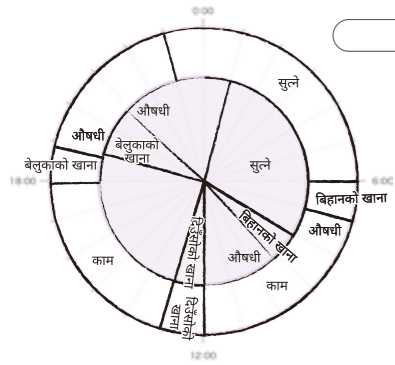 0:00
सुत्ने
औषधी
औषधी
बेलुकाको
खाना
बेलुकाको खाना
सुत्ने
18:00
6:00
बिहानको खाना
बिहानको खाना
औषधी
दिउँसोको खाना
औषधी
काम
काम
दिउँसोको
खाना
12:00